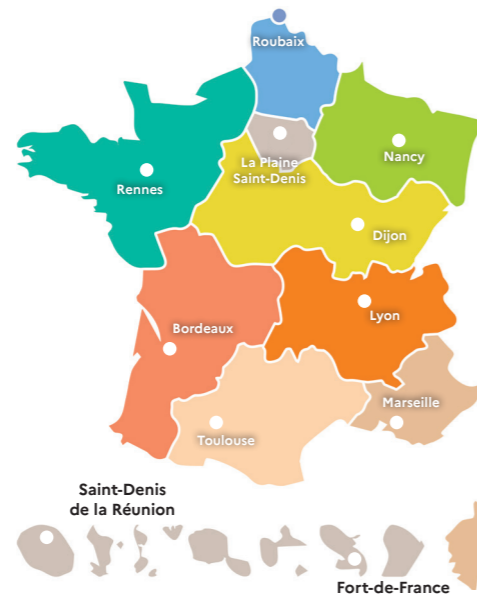 Roubaix
La Plaine
Saint-Denis
Nancy
Rennes
Dijon
Lyon
Bordeaux
Marseille
Toulouse
Saint-Denis
de la Réunion
Fort-de-France